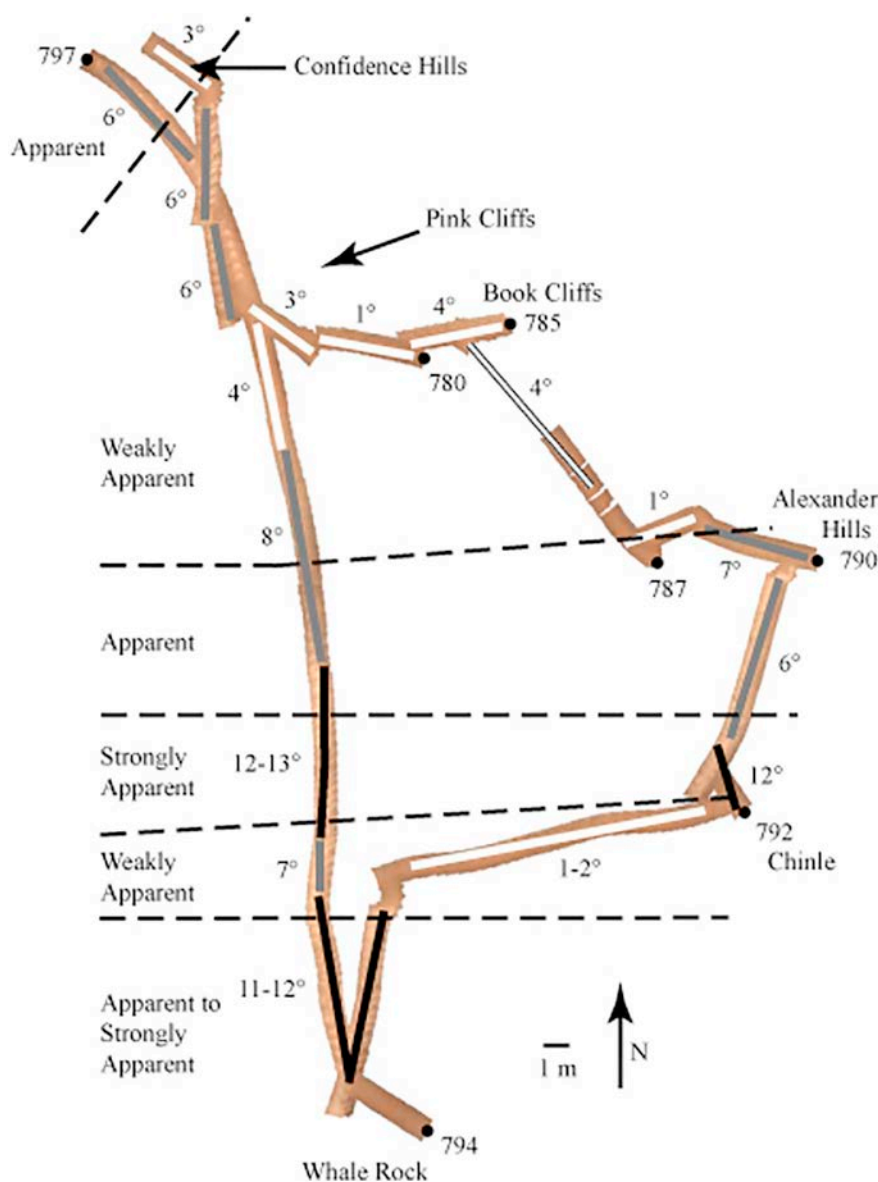 3°
797
Confidence Hills
6°
Apparent
6°
Pink Cliffs
6°
3°
1°
4°
Book Cliffs
785
780
4°
4°
Weakly
Apparent
1°
Alexander
Hills
8°
7°
790
787
Apparent
6°
Strongly
Apparent
12-13°
12°
792
Weakly
Apparent
7°
1-2°
Chinle
11-12°
Apparent to
Strongly
Apparent
1 m
N
794
Whale Rock